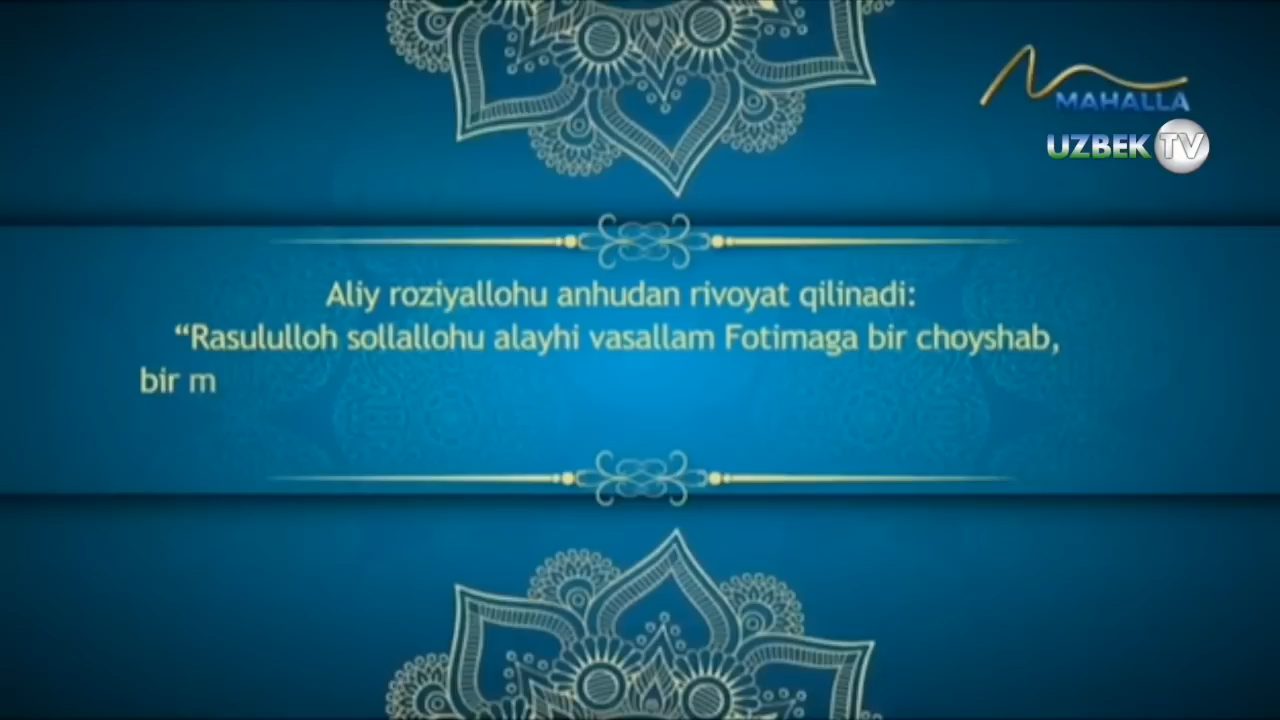 MAHALLA
UZBEK TV
Aliy roziyallohu anhudan rivoyat qilinadi:
“Rasululloh sollallohu alayhi vasallam Fotimaga bir choyshab,
bir m